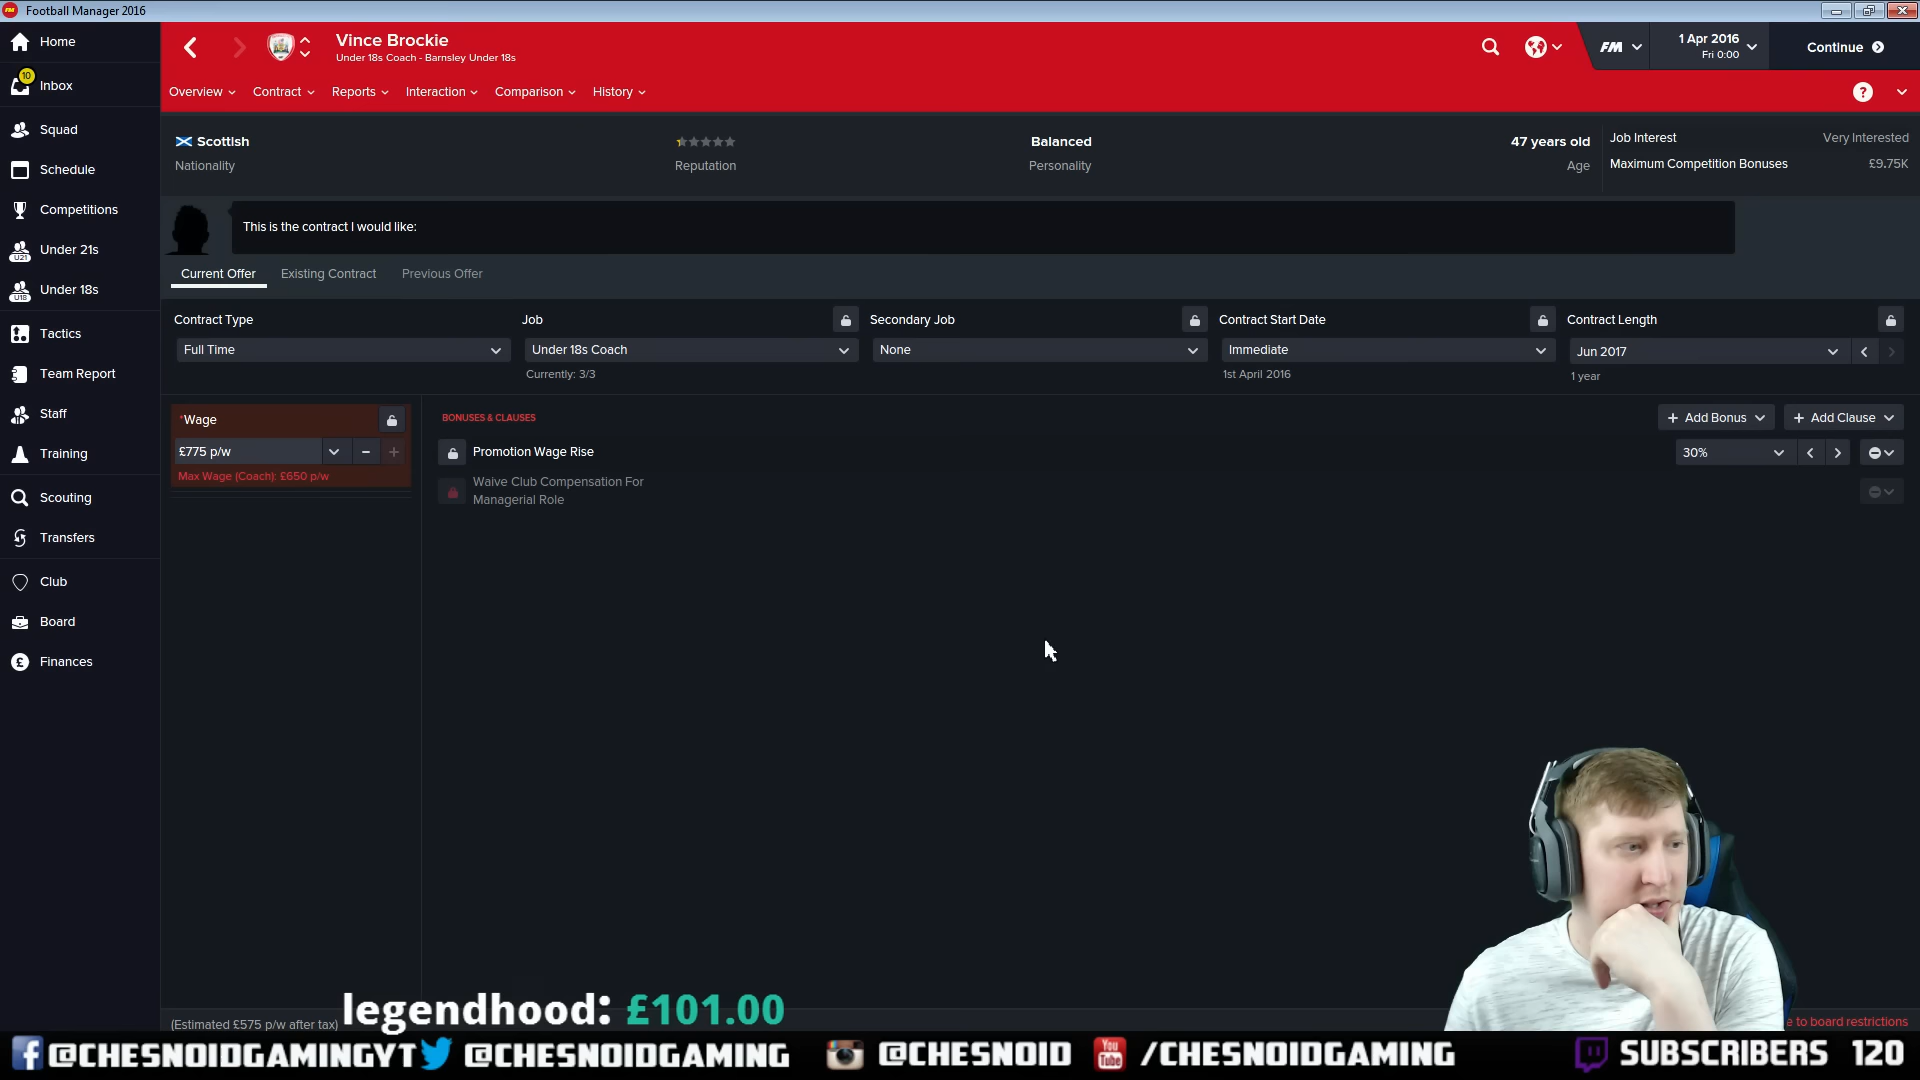 Football Manager 2016
Home
10
Inbox
Squad
Schedule
Competitions
U21
Under 21s
U18
Under 18s
Tactics
Team Report
Staff
Training
Scouting
Transfers
Club
Board
Finances
Vince Brockie
Under 18s Coach - Barnsley Under 18s
FM
1 Apr 2016
Fri 0:00
Continue
Overview
Contract
Reports
Interaction
Comparison
History
?
Scottish
Nationality
Reputation
Balanced
Personality
47 years old
Age
Job Interest
Very Interested
Maximum Competition Bonuses
£9.75K
This is the contract I would like:
Current Offer
Existing Contract
Previous Offer
Contract Type
Full Time
Job
Under 18s Coach
Currently: 3/3
Secondary Job
None
Contract Start Date
Immediate
1st April 2016
Contract Length
Jun 2017
1 year
*Wage
£775 p/w
Max Wage (Coach): £650 p/w
BONUSES & CLAUSES
+ Add Bonus
+ Add Clause
Promotion Wage Rise
30%
Waive Club Compensation For
Managerial Role
(Estimated £575 p/w after tax)
legendhood: £101.00
e to board restrictions
@CHESNOIDGAMINGYT
@CHESNOIDGAMING
@CHESNOID
You Tube
/CHESNOIDGAMING
SUBSCRIBERS 120